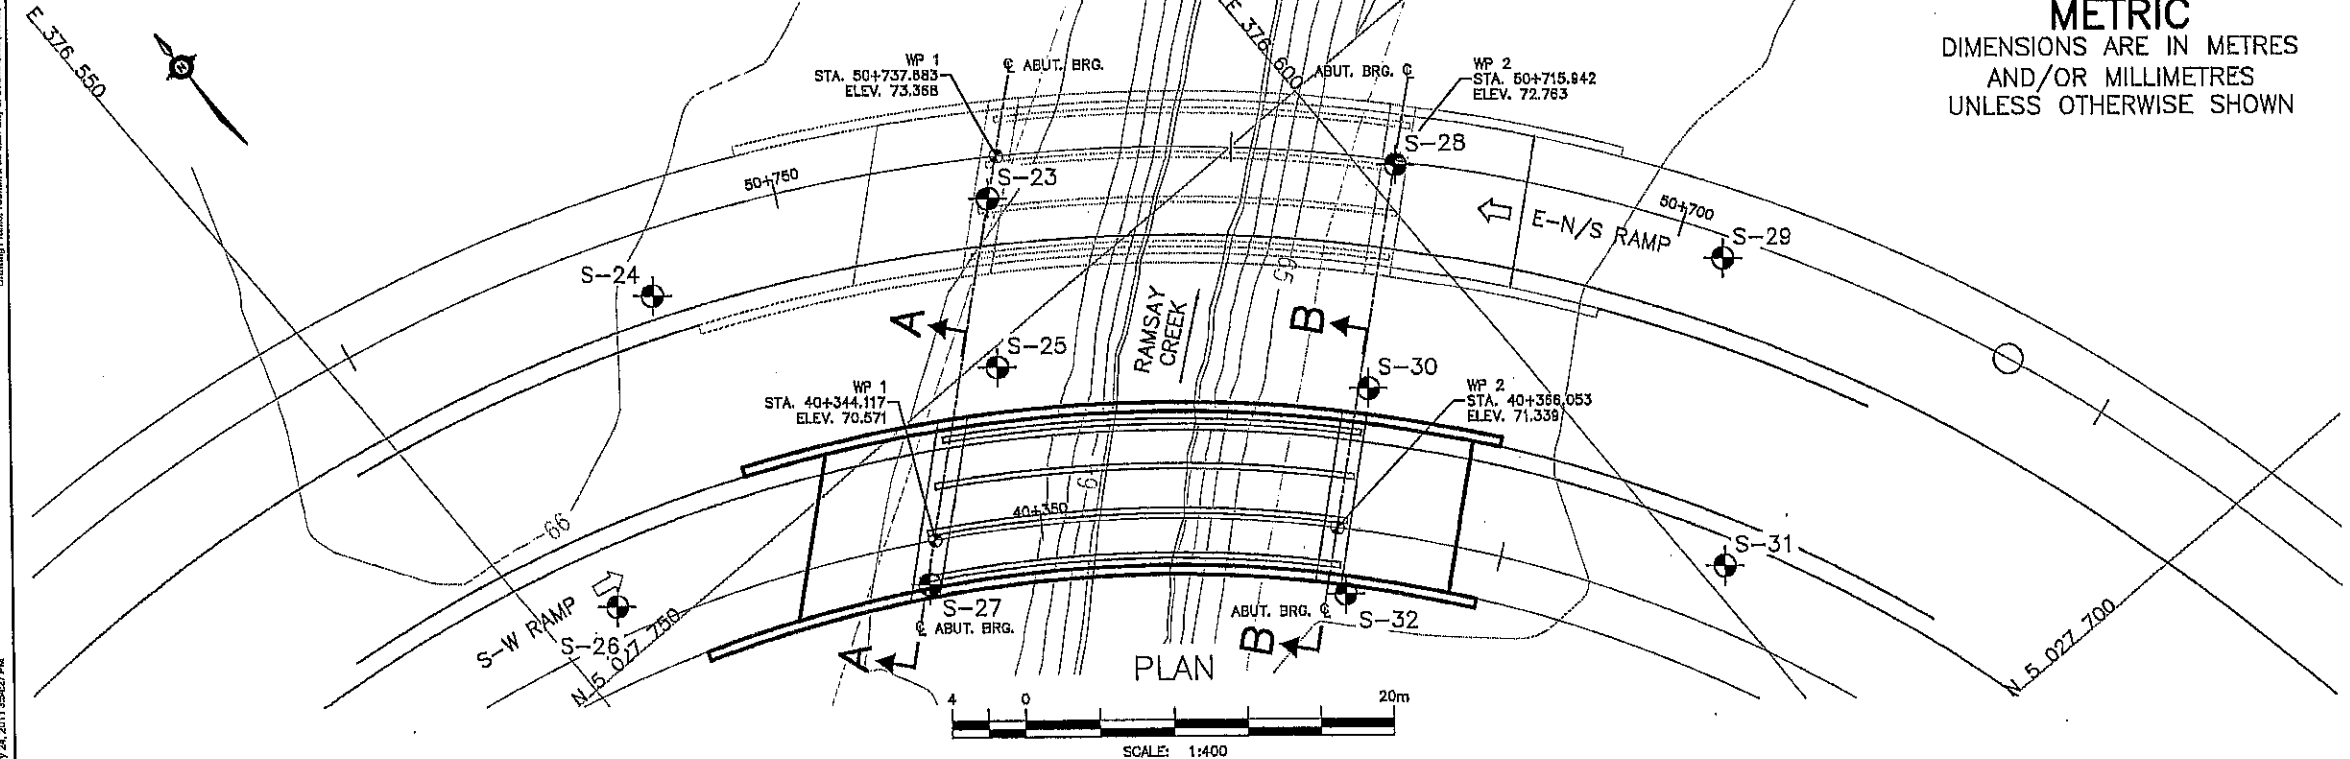 METRIC
DIMENSIONS ARE IN METRES
AND/OR MILLIMETRES
UNLESS OTHERWISE SHOWN
E 376 550
E 376 600
WP 1
STA. 50+737.883
ELEV. 73.368
℄ ABUT. BRG.
ABUT. BRG. ℄
WP 2
STA. 50+715.942
ELEV. 72.763
S-28
S-23
50+750
50+700
E-N/S RAMP
S-29
S-24
65
RAMSAY
CREEK
A
B
S-25
S-30
WP 1
STA. 40+344.117
ELEV. 70.571
WP 2
STA. 40+366.053
ELEV. 71.339
40+350
66
S-31
S-W RAMP
S-26
S-27
℄ ABUT. BRG.
ABUT. BRG. ℄
S-32
A
B
N 5 027 750
N 5 027 700
PLAN
4 0 20m
SCALE: 1:400